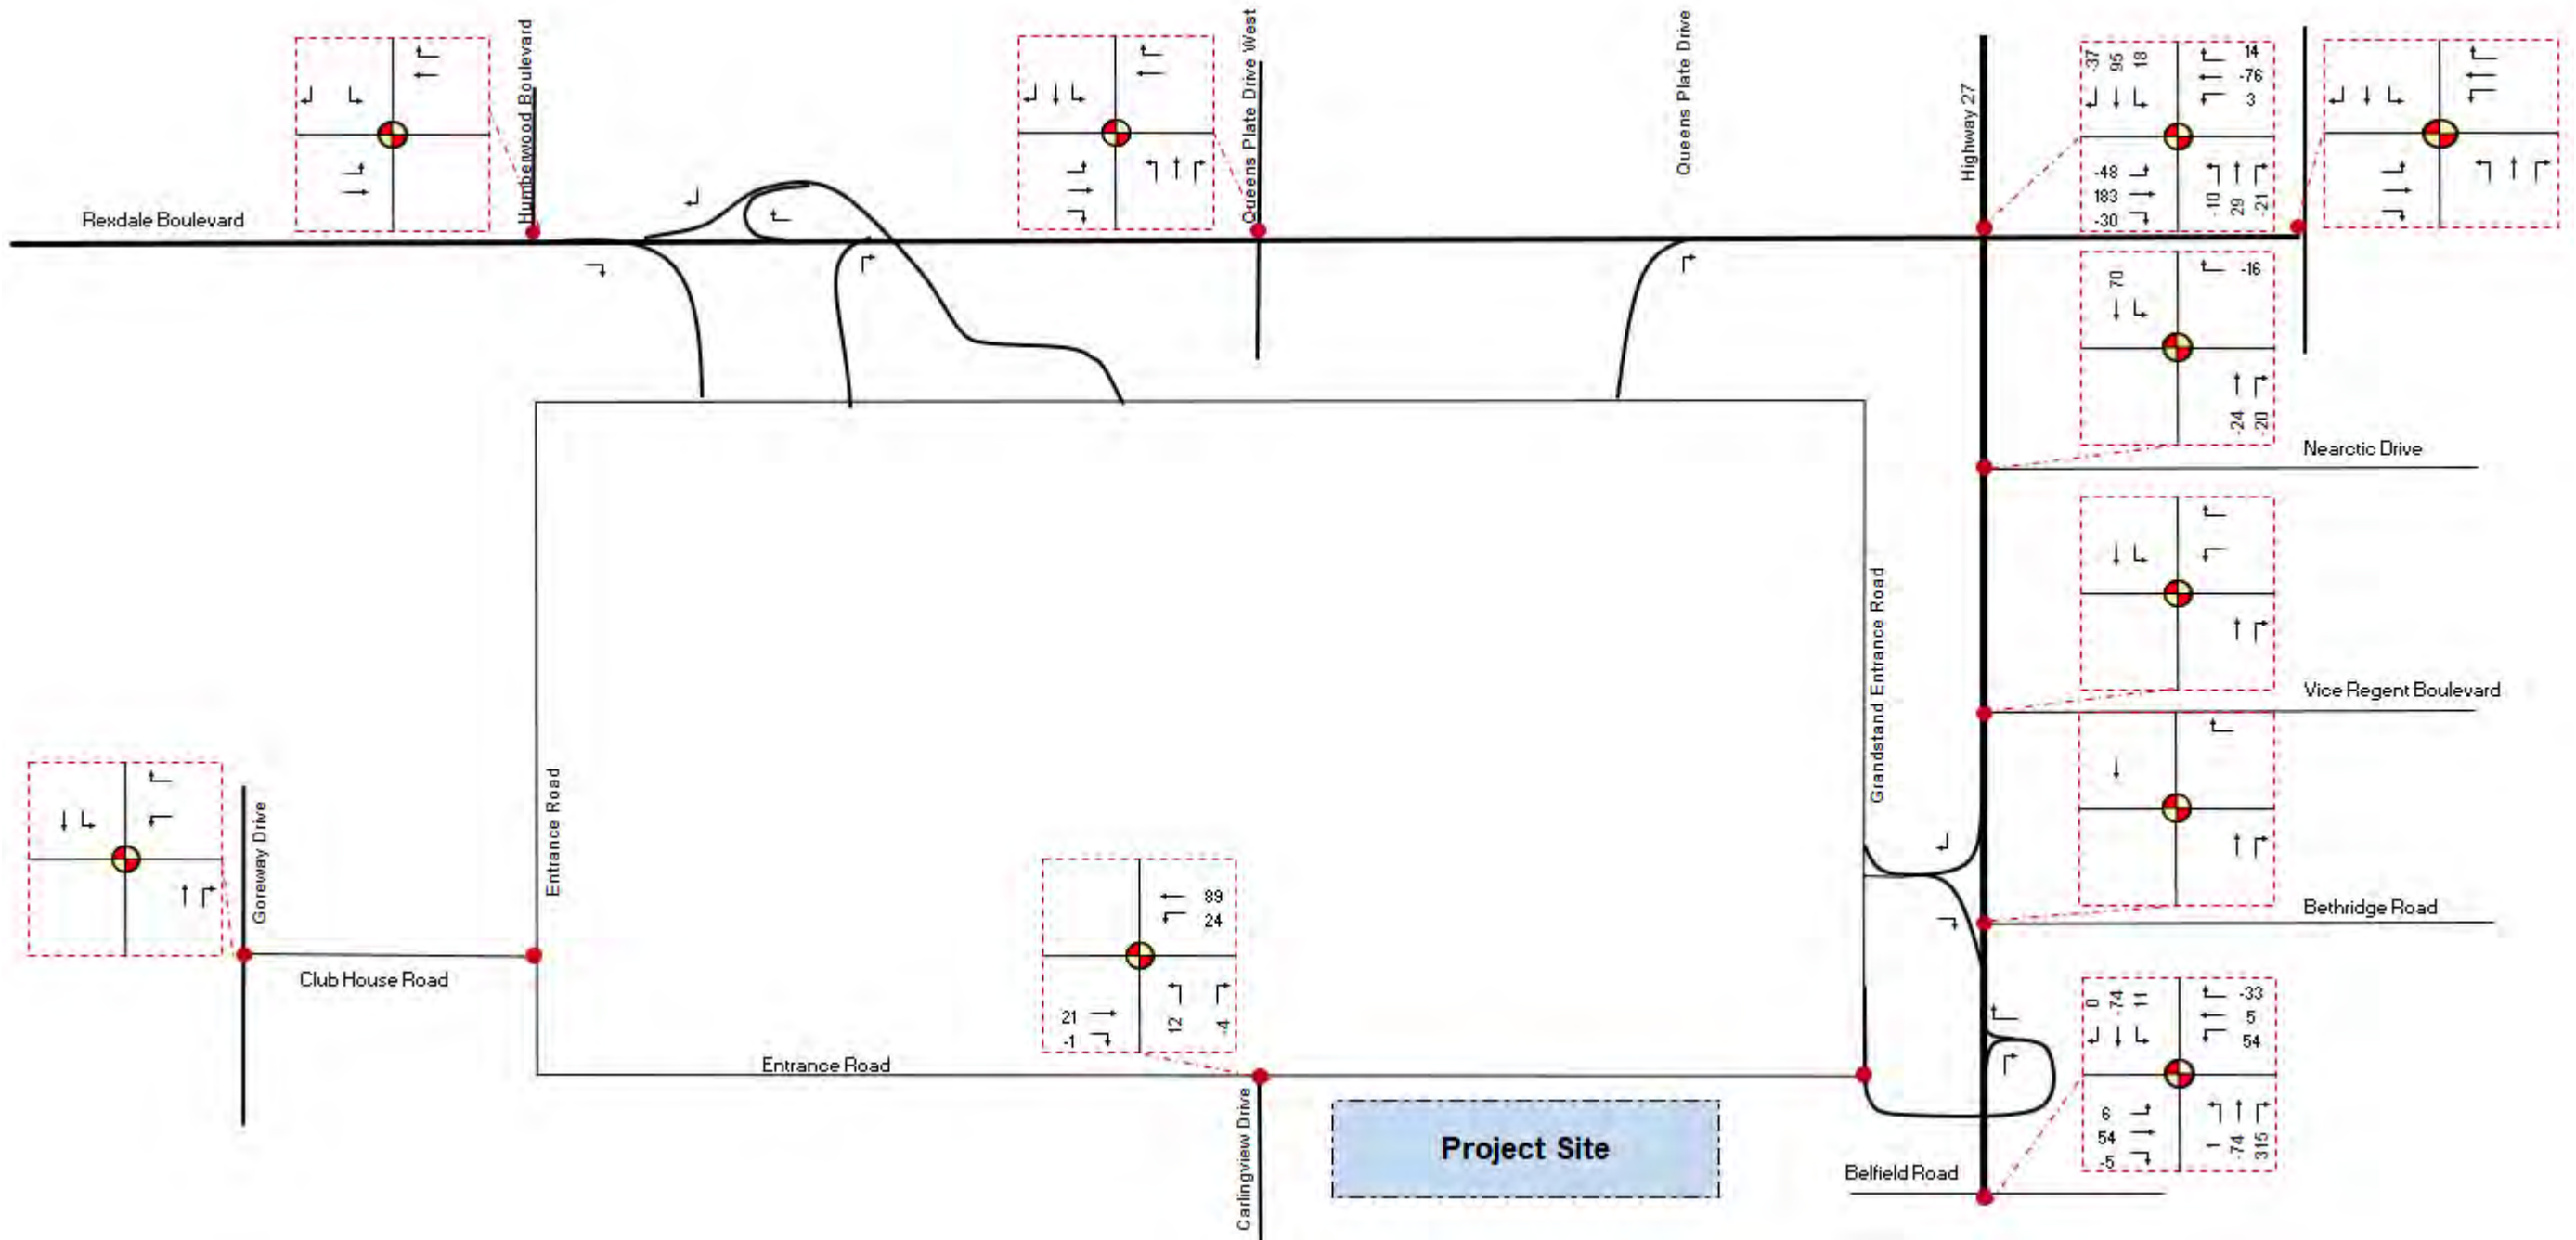 Humberwood Boulevard
Queens Plate Drive West
Queens Plate Drive
Highway 27
-37 95 18
14
-76
3
-48
183
-30
-10 29 -21
Rexdale Boulevard
70
-16
-24 -20
Nearctic Drive
Grandstand Entrance Road
Vice Regent Boulevard
Goreway Drive
Entrance Road
89
24
21
-1
12 -4
Bethridge Road
Club House Road
Entrance Road
0 -74 11
-33
5
54
6
54
-5
1 -74 315
Carlingview Drive
Project Site
Belfield Road